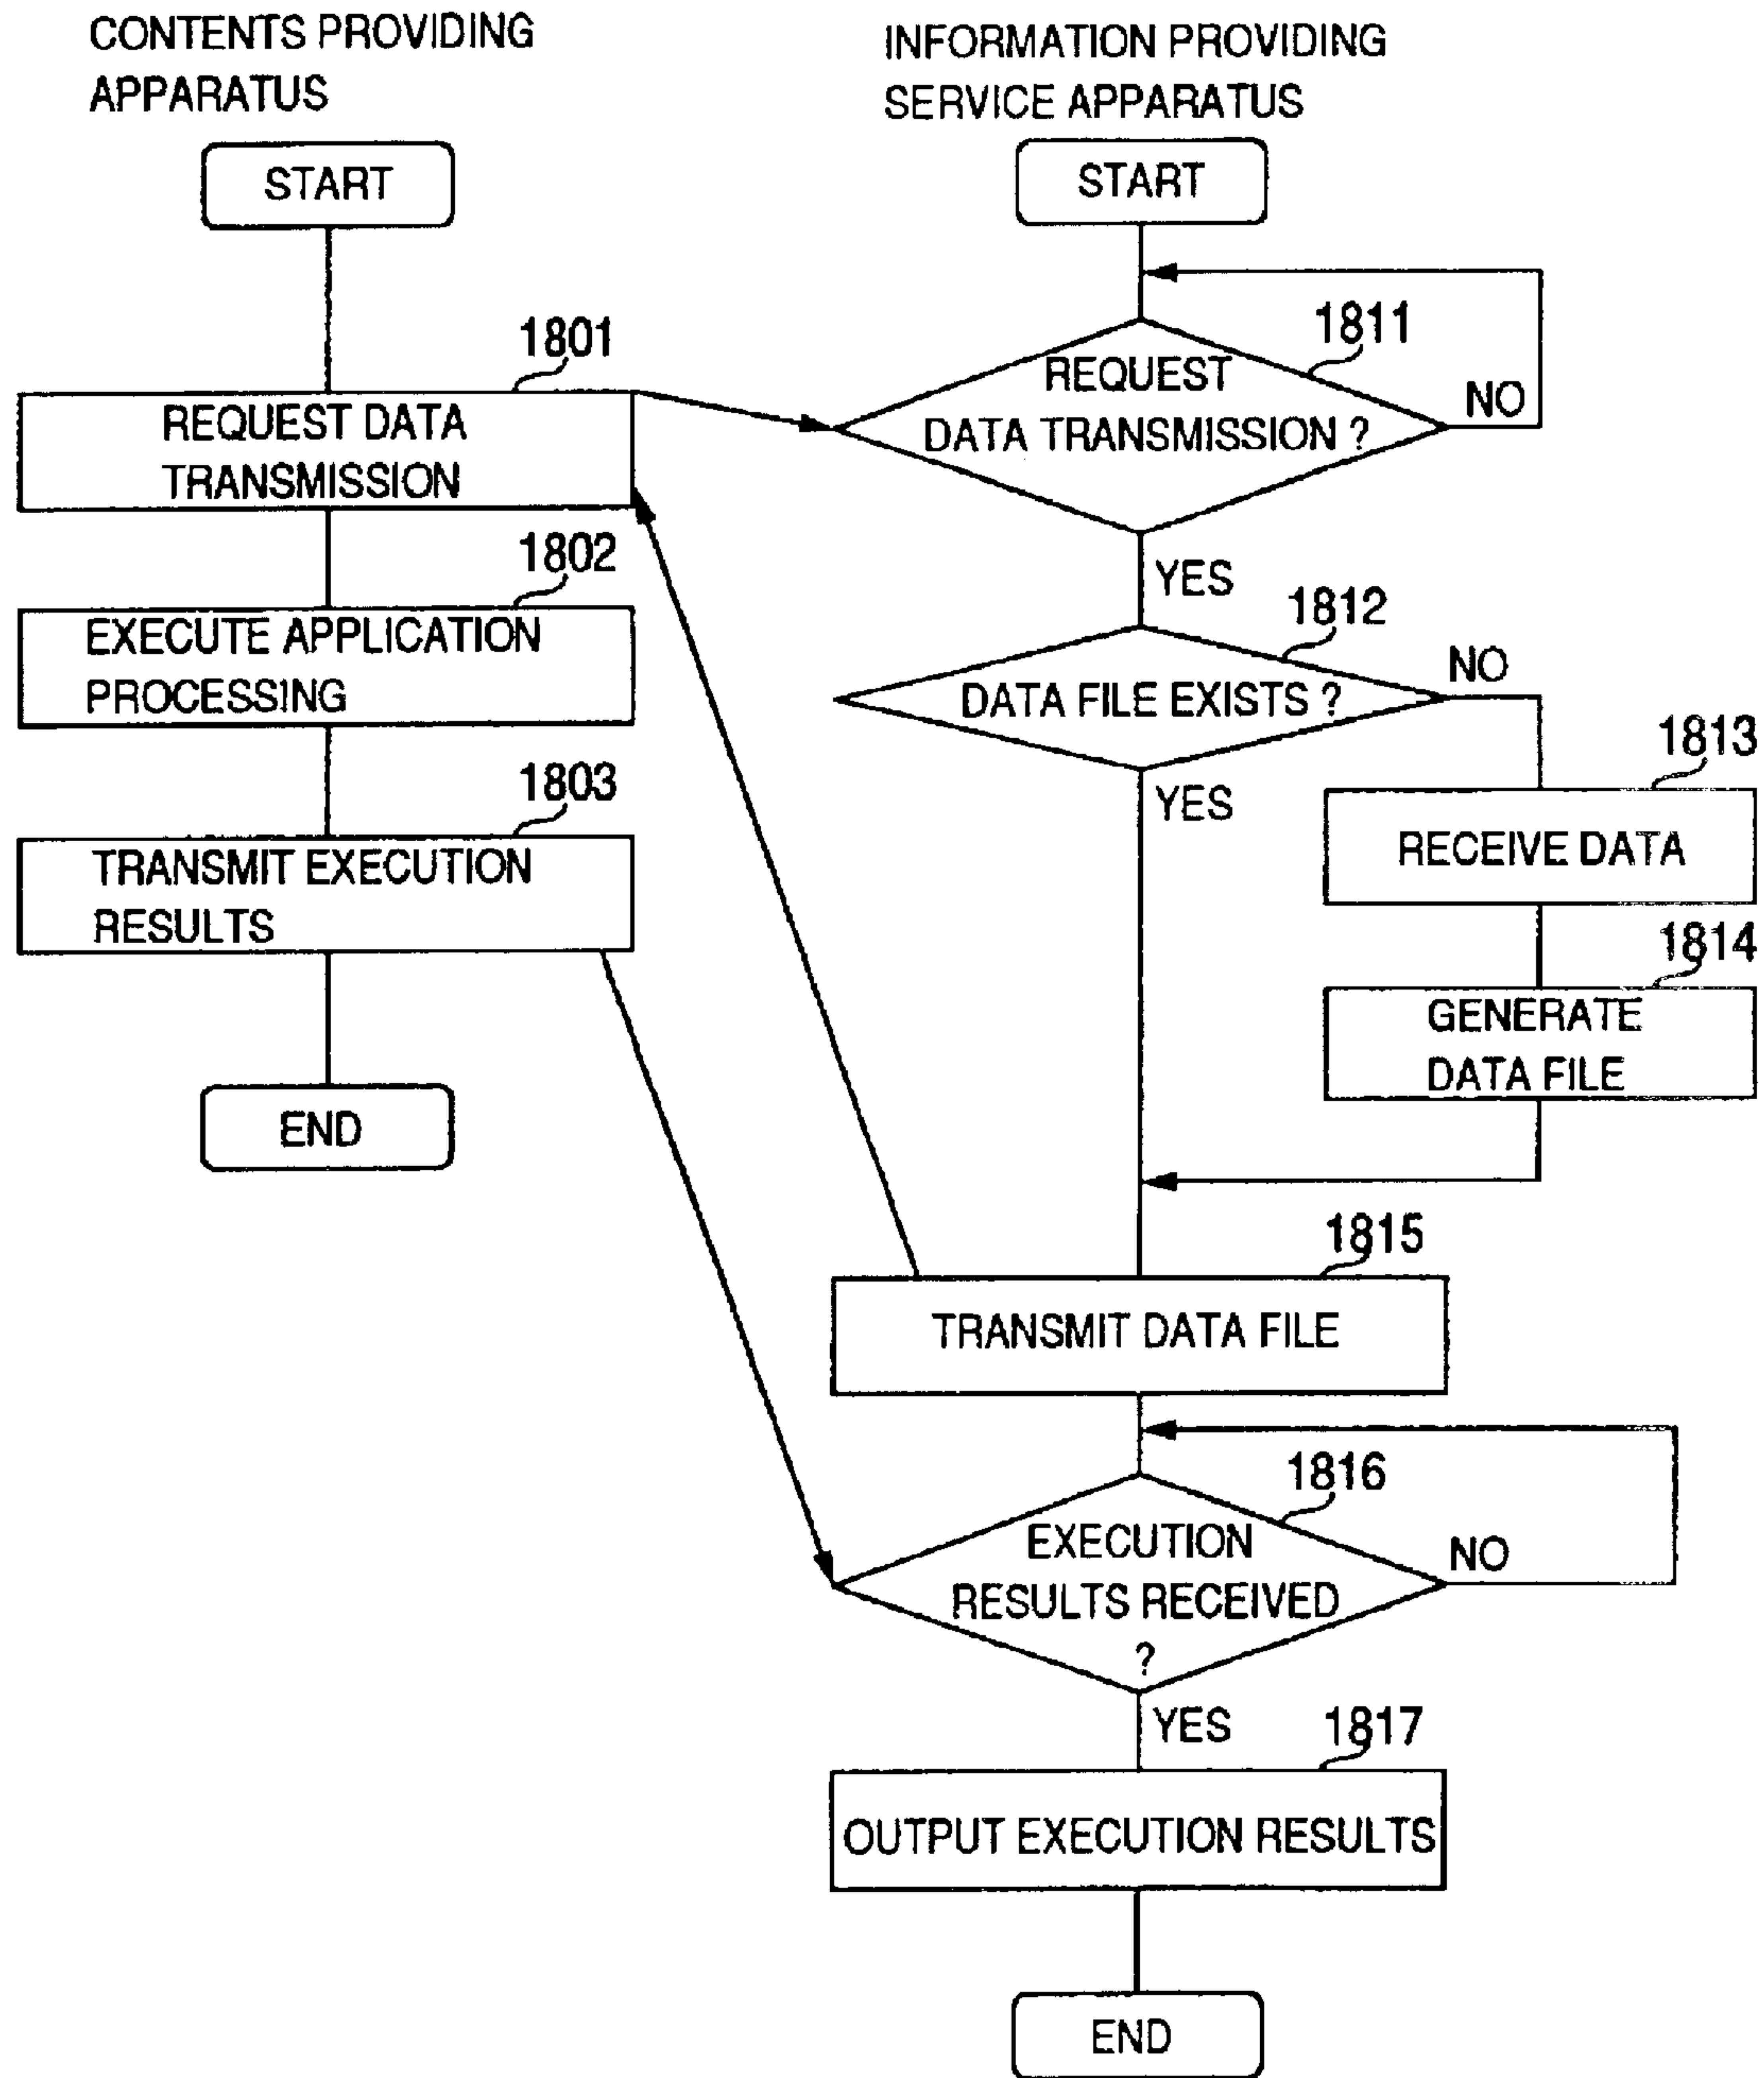 CONTENTS PROVIDING
APPARATUS
START
1801
REQUEST DATA
TRANSMISSION
1802
EXECUTE APPLICATION
PROCESSING
1803
TRANSMIT EXECUTION
RESULTS
END
INFORMATION PROVIDING
SERVICE APPARATUS
START
1811
REQUEST
DATA TRANSMISSION ?
NO
YES
1812
DATA FILE EXISTS ?
NO
YES
1813
RECEIVE DATA
1814
GENERATE
DATA FILE
1815
TRANSMIT DATA FILE
1816
EXECUTION
RESULTS RECEIVED
?
NO
YES
1817
OUTPUT EXECUTION RESULTS
END